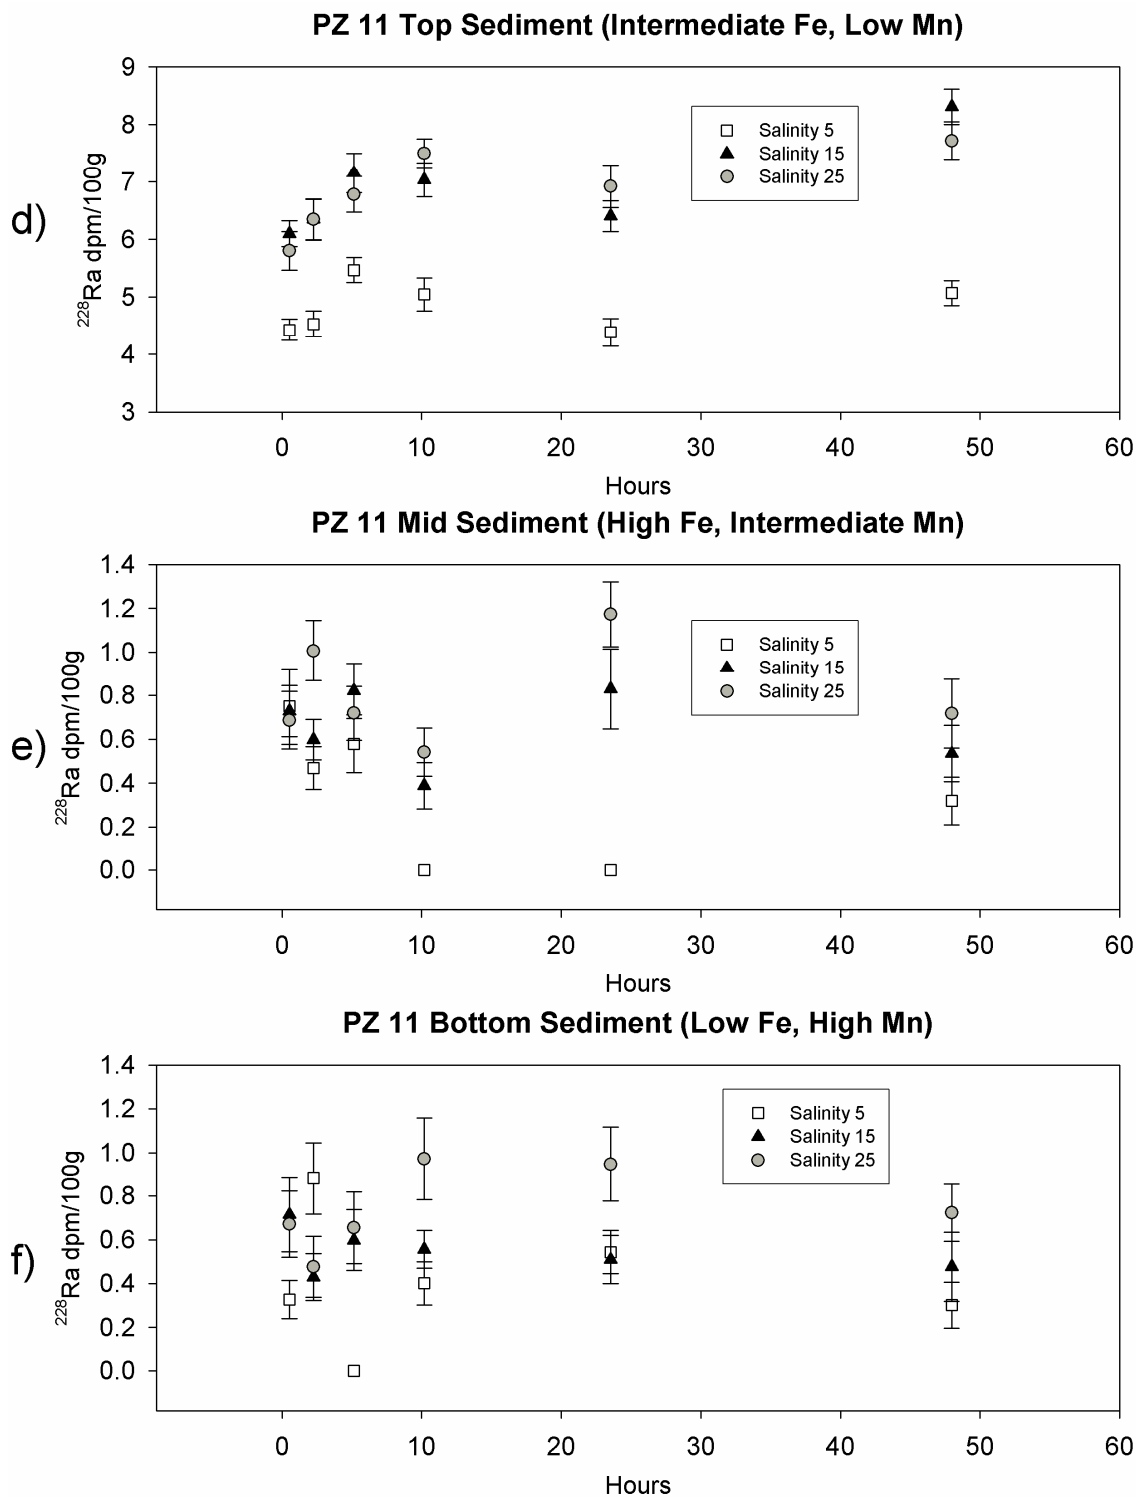 PZ 11 Top Sediment (Intermediate Fe, Low Mn)
d)
²²⁸Ra dpm/100g
9
8
7
6
5
4
3
Salinity 5
Salinity 15
Salinity 25
0 10 20 30 40 50 60
Hours
PZ 11 Mid Sediment (High Fe, Intermediate Mn)
e)
²²⁸Ra dpm/100g
1.4
1.2
1.0
0.8
0.6
0.4
0.2
0.0
Salinity 5
Salinity 15
Salinity 25
0 10 20 30 40 50 60
Hours
PZ 11 Bottom Sediment (Low Fe, High Mn)
f)
²²⁸Ra dpm/100g
1.4
1.2
1.0
0.8
0.6
0.4
0.2
0.0
Salinity 5
Salinity 15
Salinity 25
0 10 20 30 40 50 60
Hours